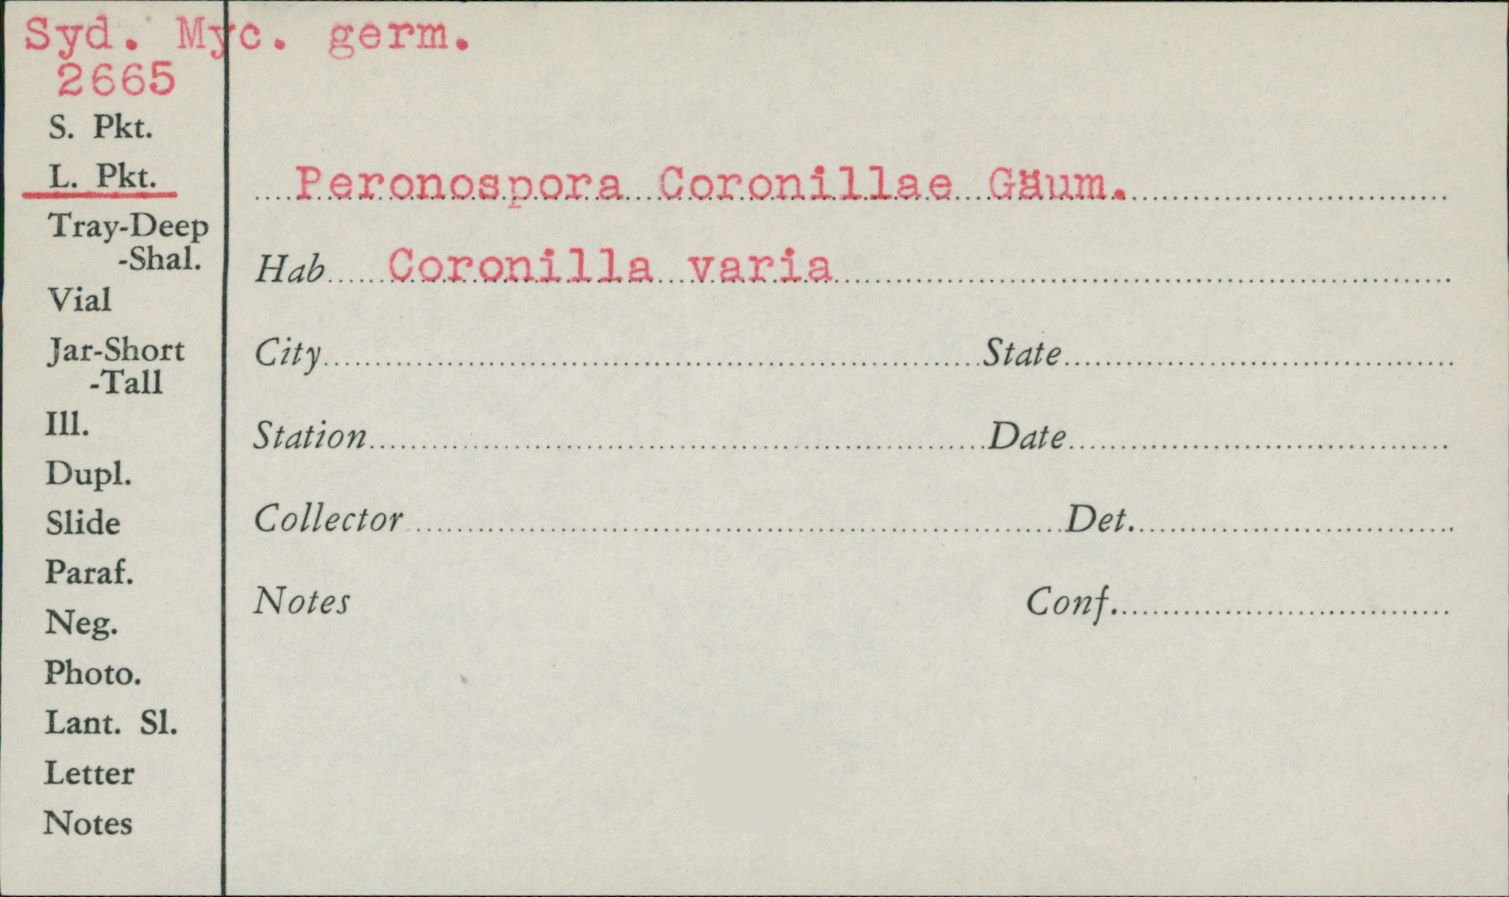 Syd. Myc. germ.
2665
S. Pkt.
L. Pkt.
Tray-Deep
-Shal.
Vial
Jar-Short
-Tall
Ill.
Dupl.
Slide
Paraf.
Neg.
Photo.
Lant. Sl.
Letter
Notes
Peronospora Coronillae Gäum.
Hab Coronilla varia
City State
Station Date
Collector Det.
Notes Conf.